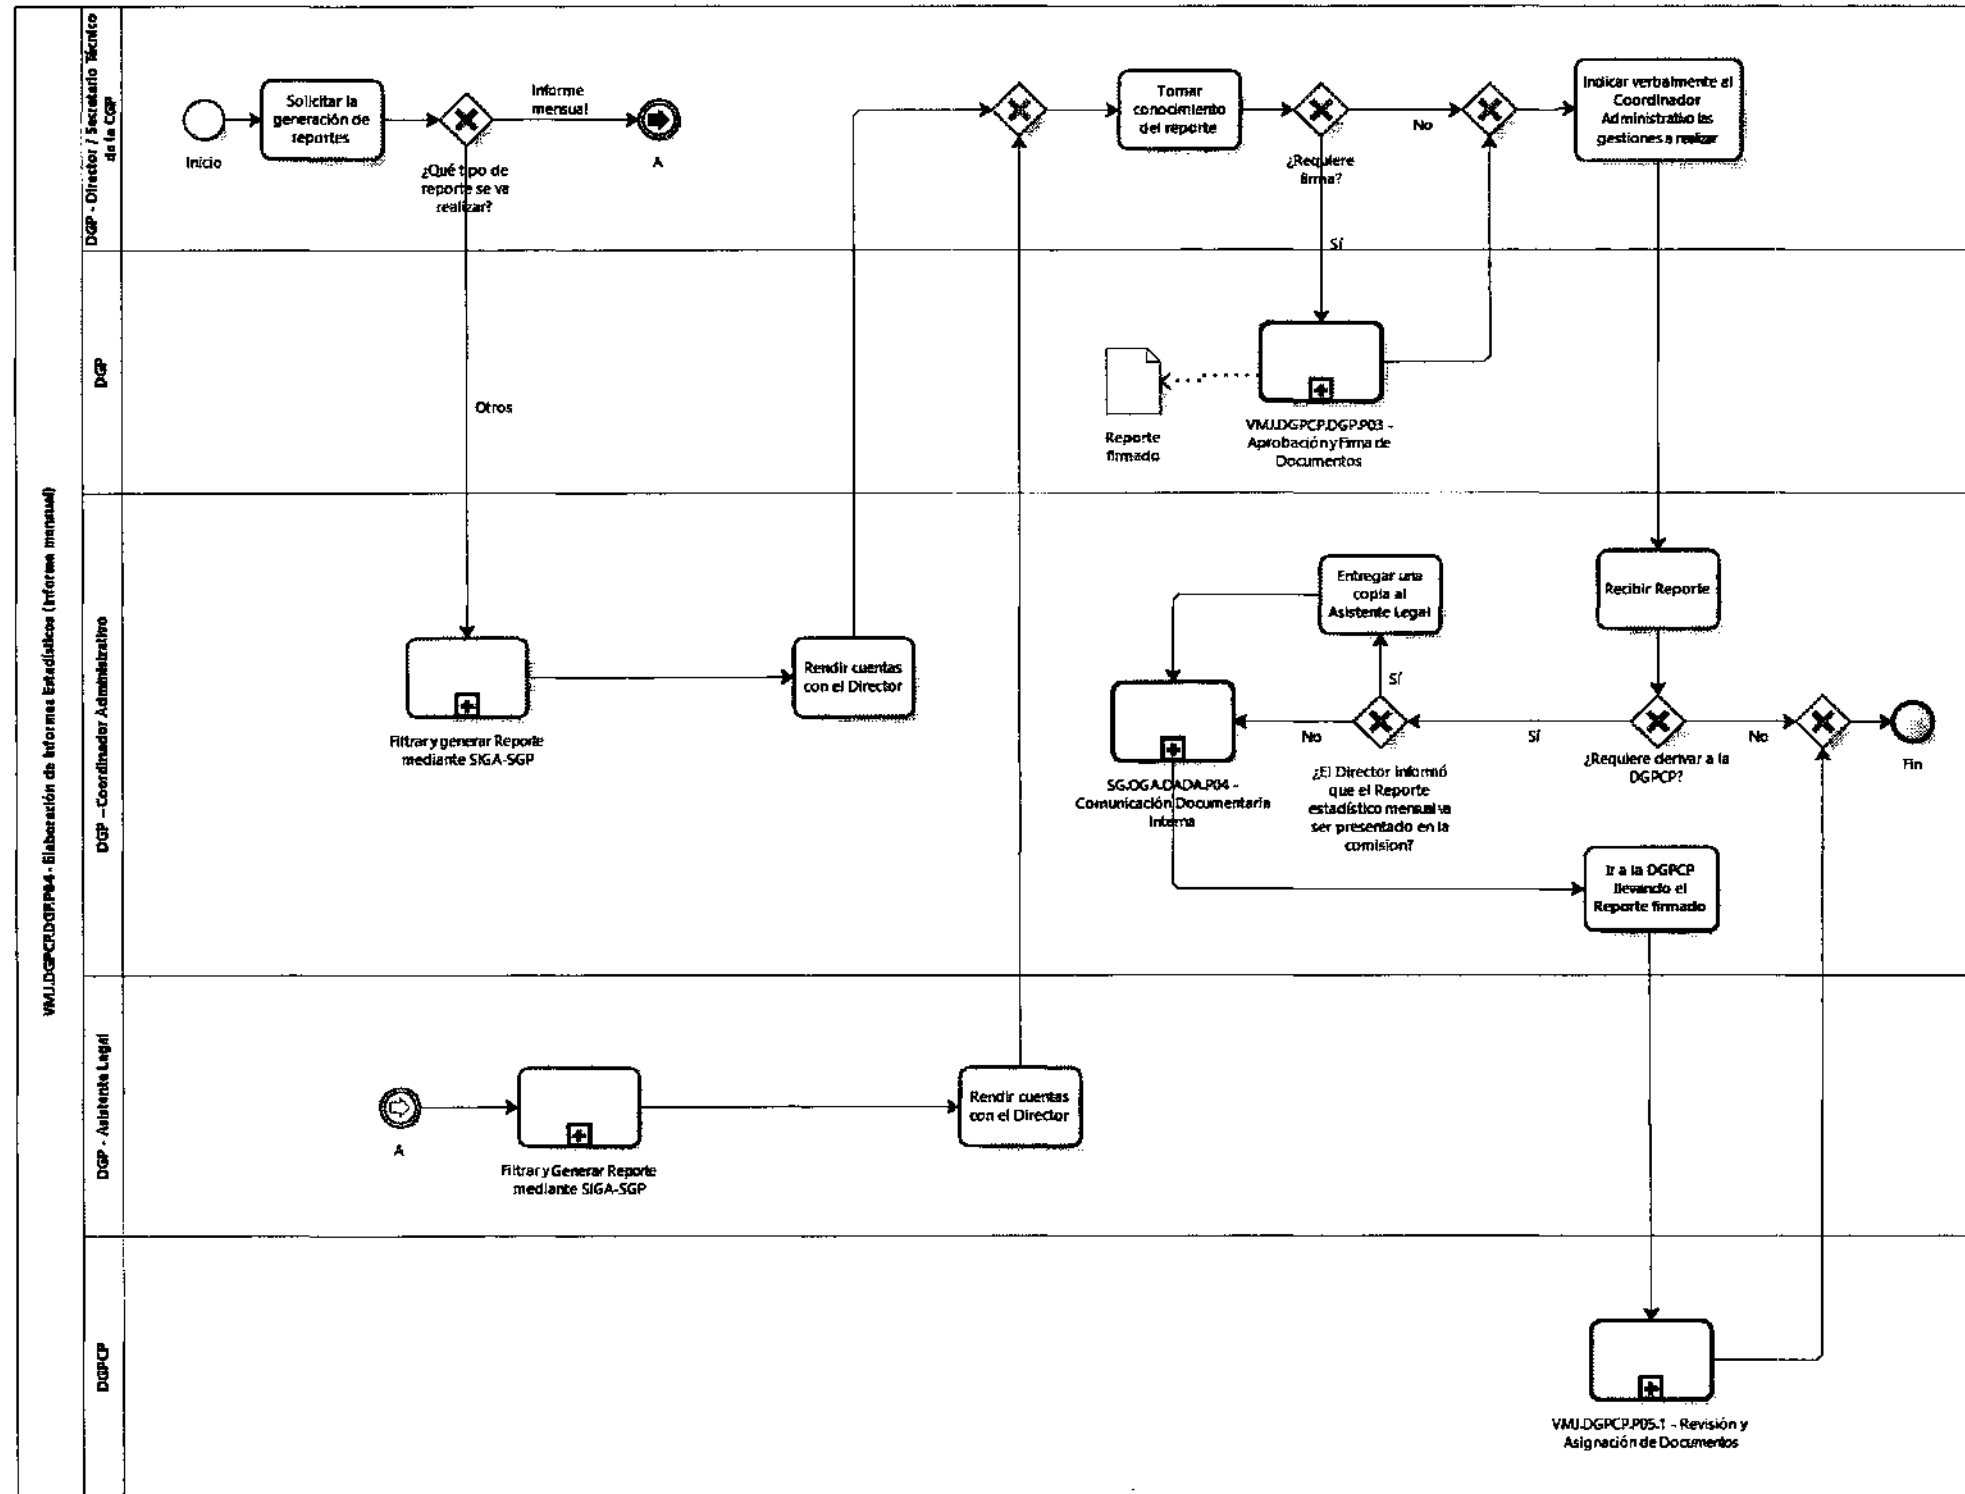 VMJ.DGPCP.DGP.P04 - Elaboración de Informes Estadísticos (Informe mensual)
DGP - Director / Secretario Técnico
de la CGP
Inicio
Solicitar la
generación de
reportes
¿Qué tipo de
reporte se va
realizar?
Informe
mensual
A
Tomar
conocimiento
del reporte
¿Requiere
firma?
No
Sí
Indicar verbalmente al
Coordinador
Administrativo las
gestiones a realizar
DGP
Otros
Reporte
firmado
VMJ.DGPCP.DGP.P03 -
Aprobación y Firma de
Documentos
DGP – Coordinador Administrativo
Filtrar y generar Reporte
mediante SIGA-SGP
Rendir cuentas
con el Director
Entregar una
copia al
Asistente Legal
Recibir Reporte
Sí
No
Sí
No
SG.OGA.DADA.P04 -
Comunicación Documentaria
Interna
¿El Director informó
que el Reporte
estadístico mensual va
ser presentado en la
comision?
¿Requiere derivar a la
DGPCP?
Fin
Ir a la DGPCP
llevando el
Reporte firmado
DGP - Asistente Legal
A
Filtrar y Generar Reporte
mediante SIGA-SGP
Rendir cuentas
con el Director
DGPCP
VMJ.DGPCP.P05.1 - Revisión y
Asignación de Documentos